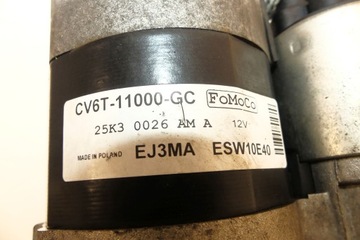 CV6T-11000-GC FoMoCo
25K3 0026 AM A 12V
MADE IN POLAND EJ3MA ESW10E40